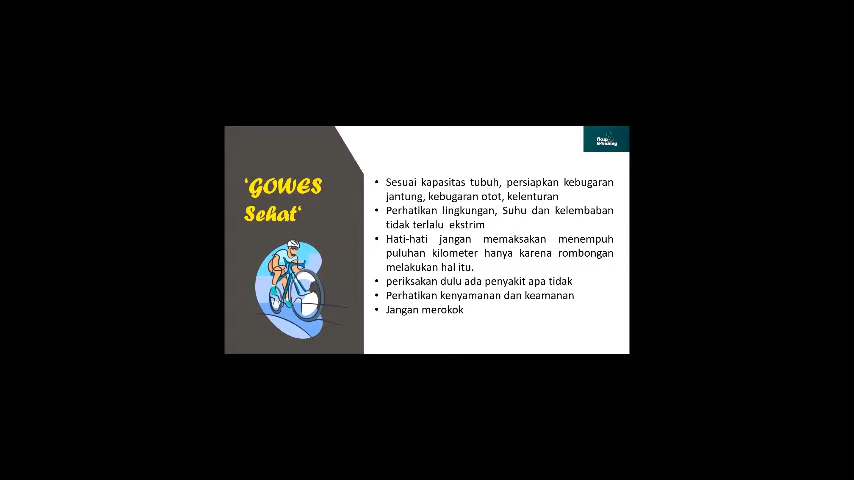 ‘GOWES
Sehat‘
• Sesuai kapasitas tubuh, persiapkan kebugaran
jantung, kebugaran otot, kelenturan
• Perhatikan lingkungan, Suhu dan kelembaban
tidak terlalu ekstrim
• Hati-hati jangan memaksakan menempuh
puluhan kilometer hanya karena rombongan
melakukan hal itu.
• periksakan dulu ada penyakit apa tidak
• Perhatikan kenyamanan dan keamanan
• Jangan merokok